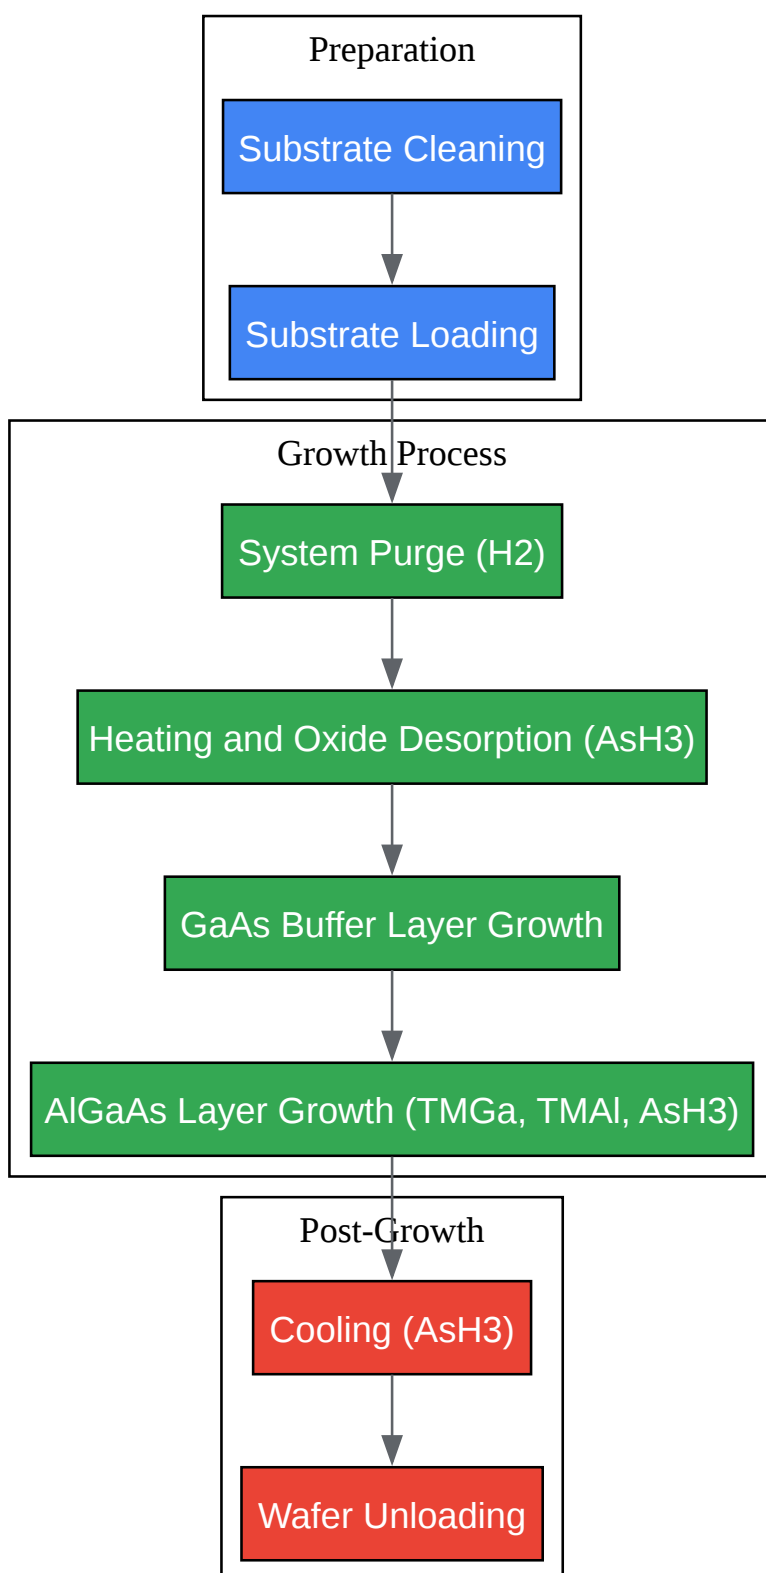 Preparation
Substrate Cleaning
Substrate Loading
Growth Process
System Purge (H2)
Heating and Oxide Desorption (AsH3)
GaAs Buffer Layer Growth
AlGaAs Layer Growth (TMGa, TMAl, AsH3)
Post-Growth
Cooling (AsH3)
Wafer Unloading